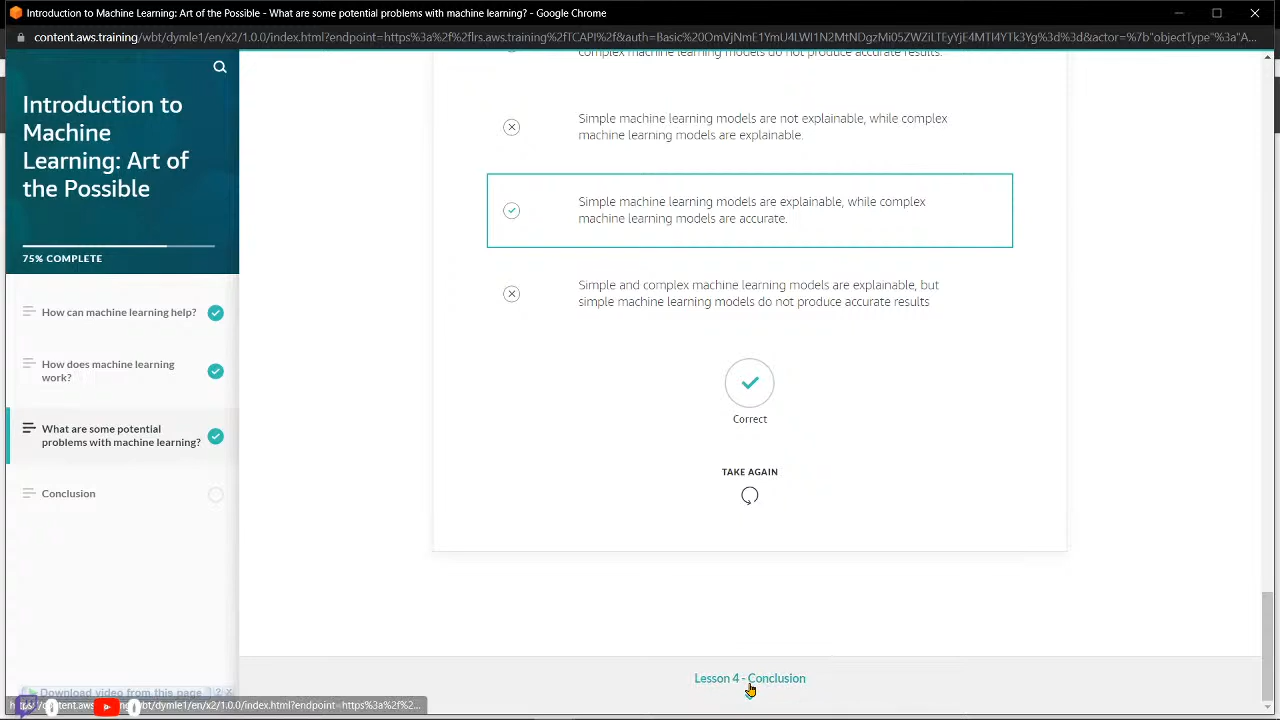 Introduction to Machine Learning: Art of the Possible - What are some potential problems with machine learning? - Google Chrome
complex machine learning models do not produce accurate results.
Introduction to
Machine
Learning: Art of
the Possible
75% COMPLETE
How can machine learning help?
How does machine learning
work?
What are some potential
problems with machine learning?
Conclusion
Simple machine learning models are not explainable, while complex
machine learning models are explainable.
Simple machine learning models are explainable, while complex
machine learning models are accurate.
Simple and complex machine learning models are explainable, but
simple machine learning models do not produce accurate results
Correct
TAKE AGAIN
Lesson 4 - Conclusion
Download video from this page ?